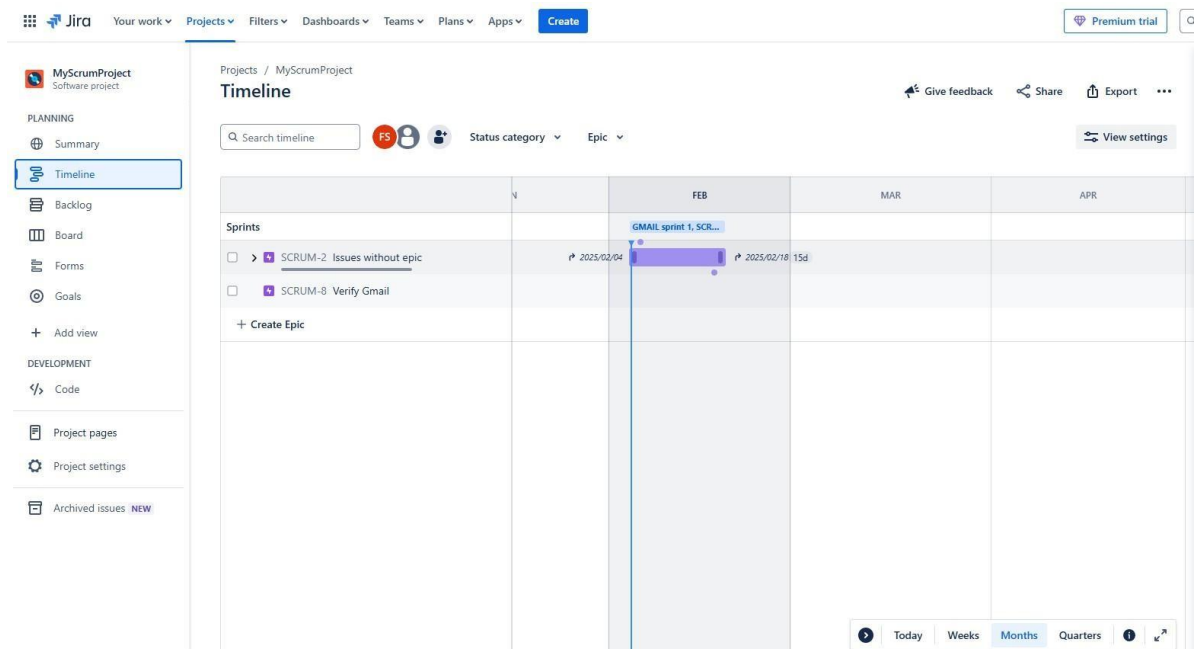 Jira Your work Projects Filters Dashboards Teams Plans Apps Create Premium trial
MyScrumProject
Software project
PLANNING
Summary
Timeline
Backlog
Board
Forms
Goals
Add view
DEVELOPMENT
Code
Project pages
Project settings
Archived issues NEW
Projects / MyScrumProject
Timeline
Give feedback Share Export
Search timeline FS Status category Epic View settings
FEB MAR APR
Sprints GMAIL sprint 1, SCR...
SCRUM-2 Issues without epic 2025/02/04 2025/02/18 15d
SCRUM-8 Verify Gmail
+ Create Epic
Today Weeks Months Quarters